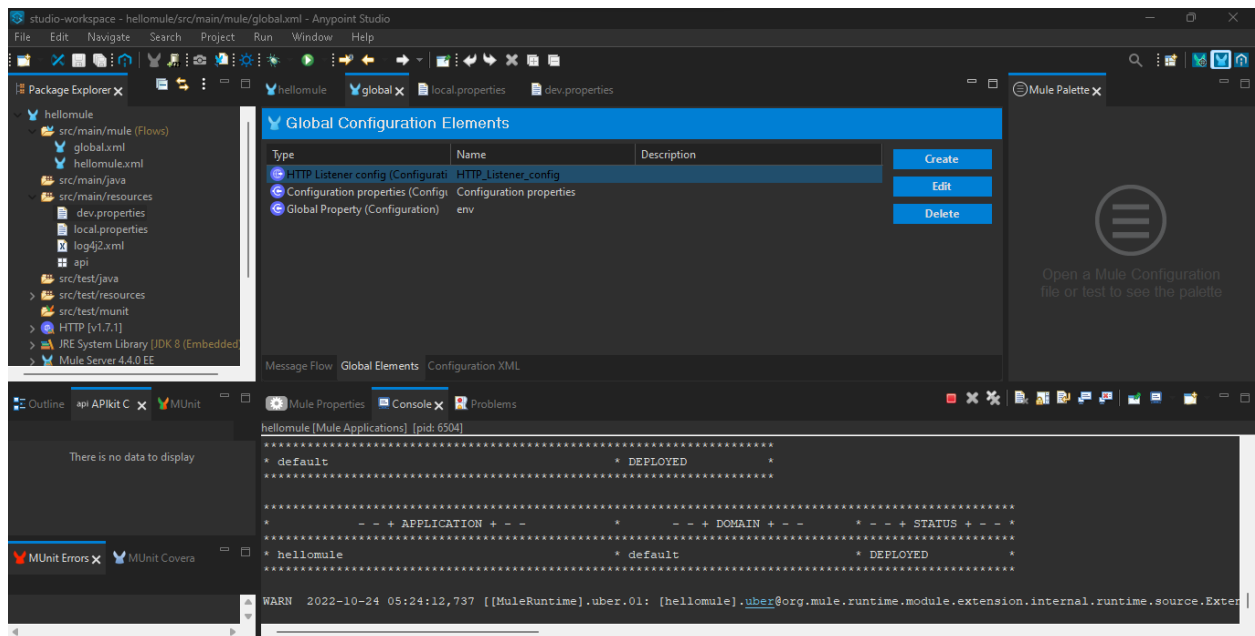 studio-workspace - hellomule/src/main/mule/global.xml - Anypoint Studio
File Edit Navigate Search Project Run Window Help
Package Explorer
hellomule
src/main/mule (Flows)
global.xml
hellomule.xml
src/main/java
src/main/resources
dev.properties
local.properties
log4j2.xml
api
src/test/java
src/test/resources
src/test/munit
HTTP [v1.7.1]
JRE System Library [JDK 8 (Embedded)
Mule Server 4.4.0 EE
hellomule global local.properties dev.properties
Global Configuration Elements
Type Name Description
HTTP Listener config (Configurati HTTP_Listener_config
Configuration properties (Configu Configuration properties
Global Property (Configuration) env
Create
Edit
Delete
Message Flow Global Elements Configuration XML
Mule Palette
Open a Mule Configuration
file or test to see the palette
Outline api APIkit C MUnit
There is no data to display
MUnit Errors MUnit Covera
Mule Properties Console Problems
hellomule [Mule Applications] [pid: 6504]
**********************************************************************
* default * DEPLOYED *
**********************************************************************
*******************************************************************************************************
* - - + APPLICATION + - - * - - + DOMAIN + - - * - - + STATUS + - - *
*******************************************************************************************************
* hellomule * default * DEPLOYED *
*******************************************************************************************************
WARN 2022-10-24 05:24:12,737 [[MuleRuntime].uber.01: [hellomule].uber@org.mule.runtime.module.extension.internal.runtime.source.Exter